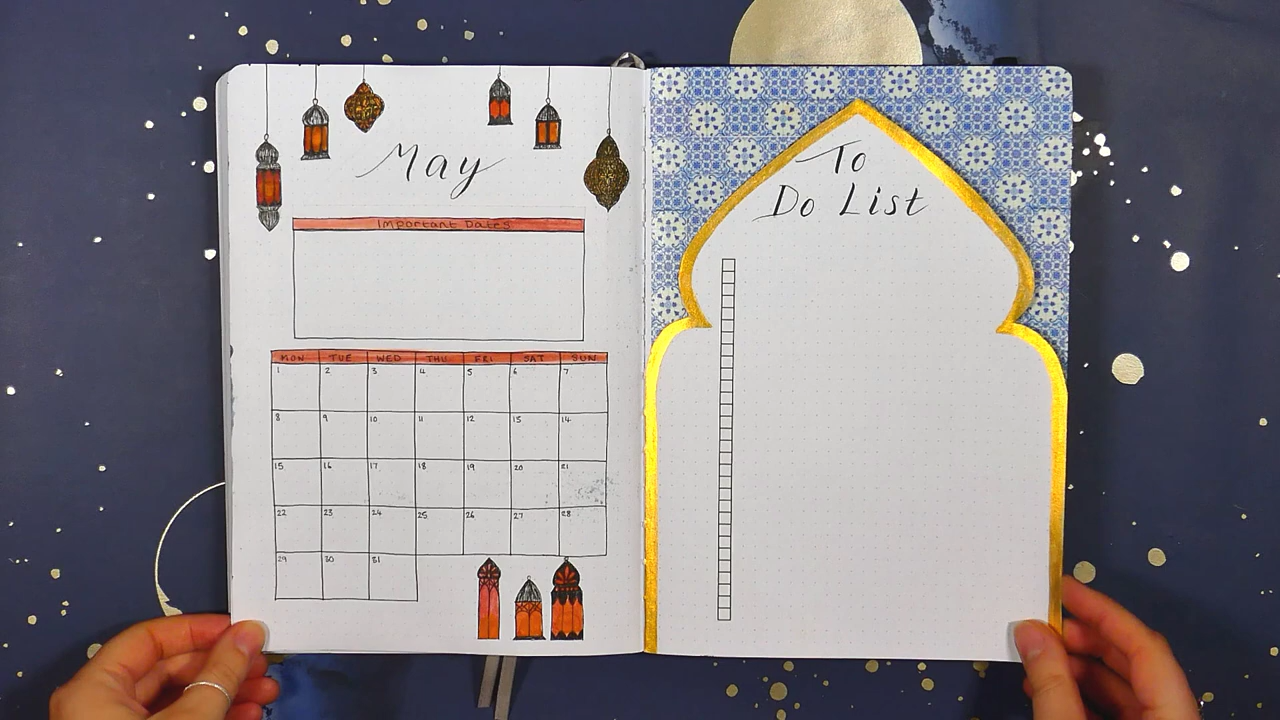 May
Important Dates
MON TUE WED THU FRI SAT SUN
1 2 3 4 5 6 7
8 9 10 11 12 13 14
15 16 17 18 19 20 21
22 23 24 25 26 27 28
29 30 31
To
Do List